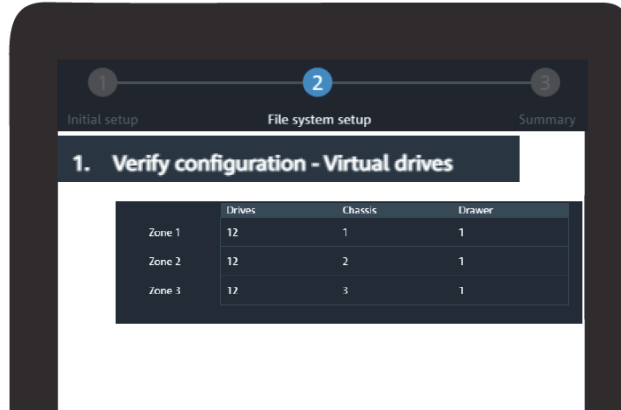 1 2 3
Initial setup File system setup Summary
1. Verify configuration - Virtual drives
Drives Chassis Drawer
Zone 1 12 1 1
Zone 2 12 2 1
Zone 3 12 3 1